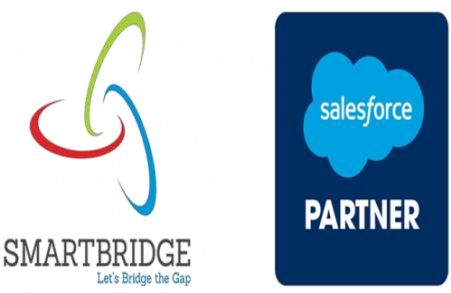 SMARTBRIDGE
Let's Bridge the Gap
salesforce
PARTNER